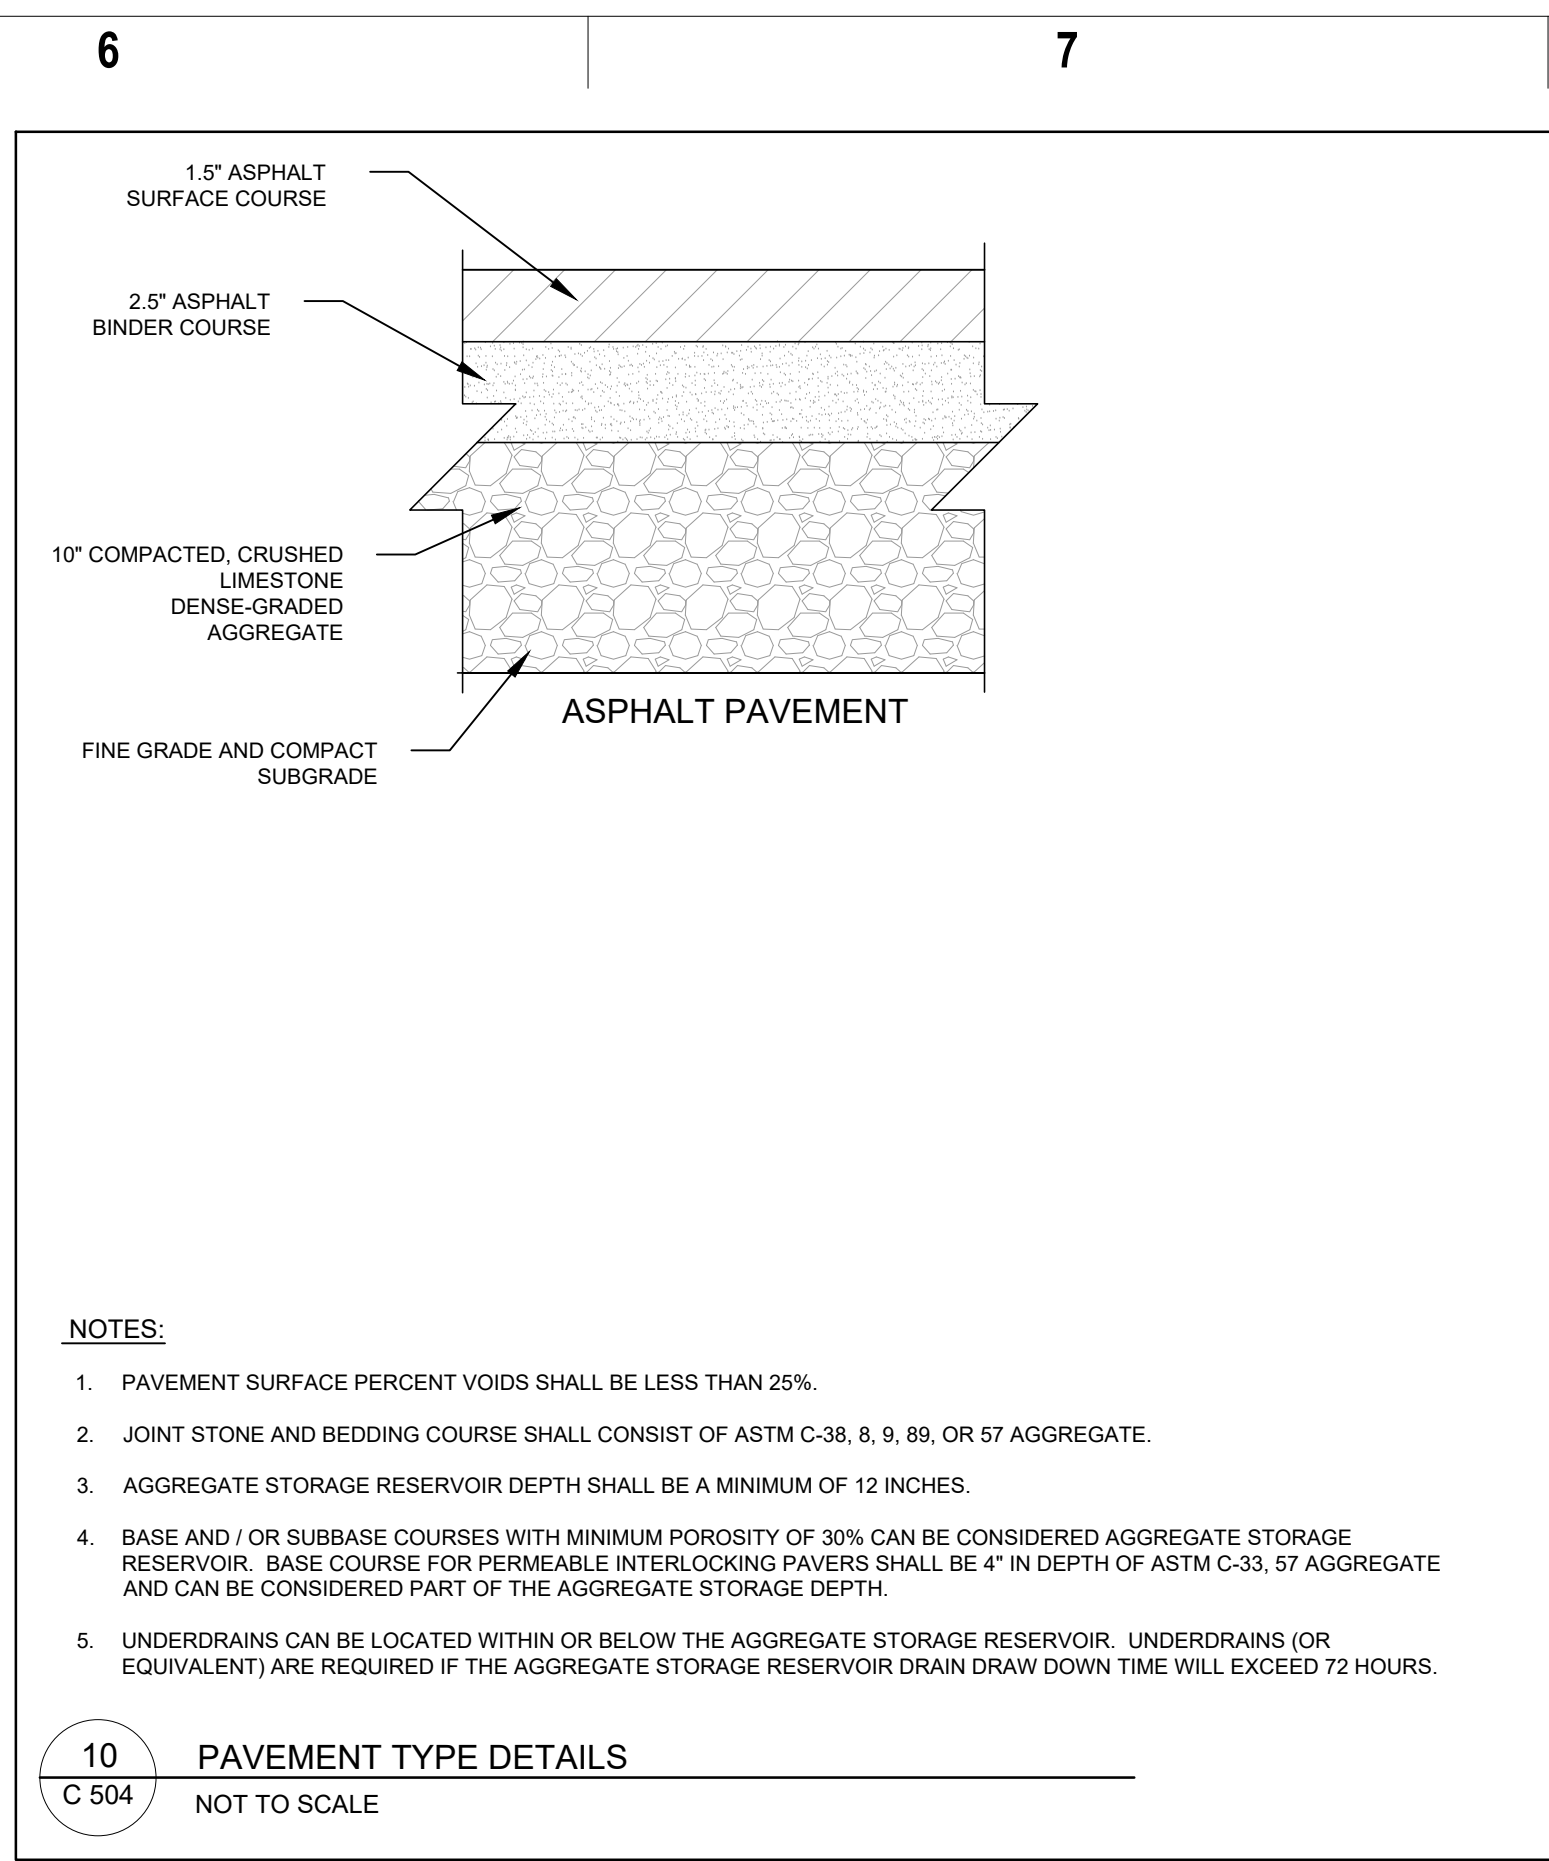 6
7
1.5" ASPHALT
SURFACE COURSE
2.5" ASPHALT
BINDER COURSE
10" COMPACTED, CRUSHED
LIMESTONE
DENSE-GRADED
AGGREGATE
ASPHALT PAVEMENT
FINE GRADE AND COMPACT
SUBGRADE
NOTES:
1. PAVEMENT SURFACE PERCENT VOIDS SHALL BE LESS THAN 25%.
2. JOINT STONE AND BEDDING COURSE SHALL CONSIST OF ASTM C-38, 8, 9, 89, OR 57 AGGREGATE.
3. AGGREGATE STORAGE RESERVOIR DEPTH SHALL BE A MINIMUM OF 12 INCHES.
4. BASE AND / OR SUBBASE COURSES WITH MINIMUM POROSITY OF 30% CAN BE CONSIDERED AGGREGATE STORAGE
RESERVOIR. BASE COURSE FOR PERMEABLE INTERLOCKING PAVERS SHALL BE 4" IN DEPTH OF ASTM C-33, 57 AGGREGATE
AND CAN BE CONSIDERED PART OF THE AGGREGATE STORAGE DEPTH.
5. UNDERDRAINS CAN BE LOCATED WITHIN OR BELOW THE AGGREGATE STORAGE RESERVOIR. UNDERDRAINS (OR
EQUIVALENT) ARE REQUIRED IF THE AGGREGATE STORAGE RESERVOIR DRAIN DRAW DOWN TIME WILL EXCEED 72 HOURS.
10
PAVEMENT TYPE DETAILS
C 504
NOT TO SCALE